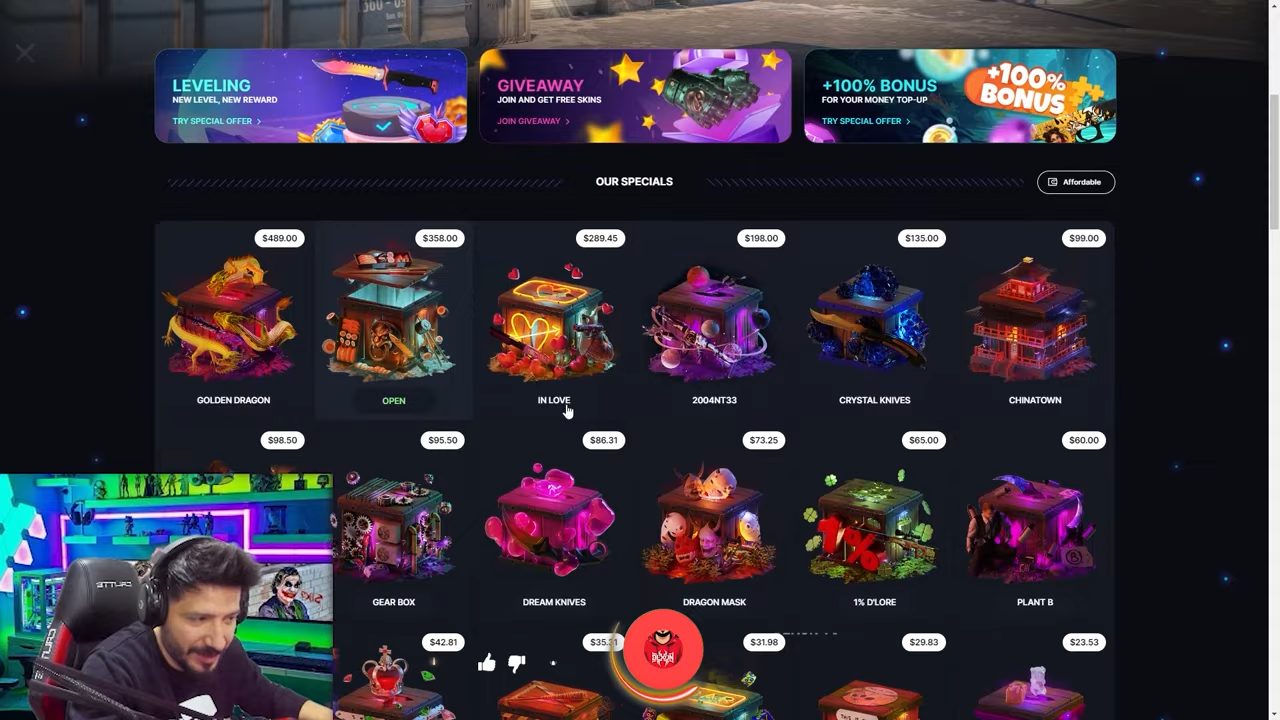 360 - 0
LEVELING
NEW LEVEL, NEW REWARD
TRY SPECIAL OFFER >
GIVEAWAY
JOIN AND GET FREE SKINS
JOIN GIVEAWAY >
+100% BONUS
FOR YOUR MONEY TOP-UP
TRY SPECIAL OFFER >
+100%
BONUS
OUR SPECIALS
Affordable
$489.00
$358.00
$289.45
$198.00
$135.00
$99.00
GOLDEN DRAGON
OPEN
IN LOVE
2004NT33
CRYSTAL KNIVES
CHINATOWN
$98.50
$95.50
$86.31
$73.25
$65.00
$60.00
1%
8
GEAR BOX
DREAM KNIVES
DRAGON MASK
1% D'LORE
PLANT B
$42.81
$31.98
$29.83
$23.53